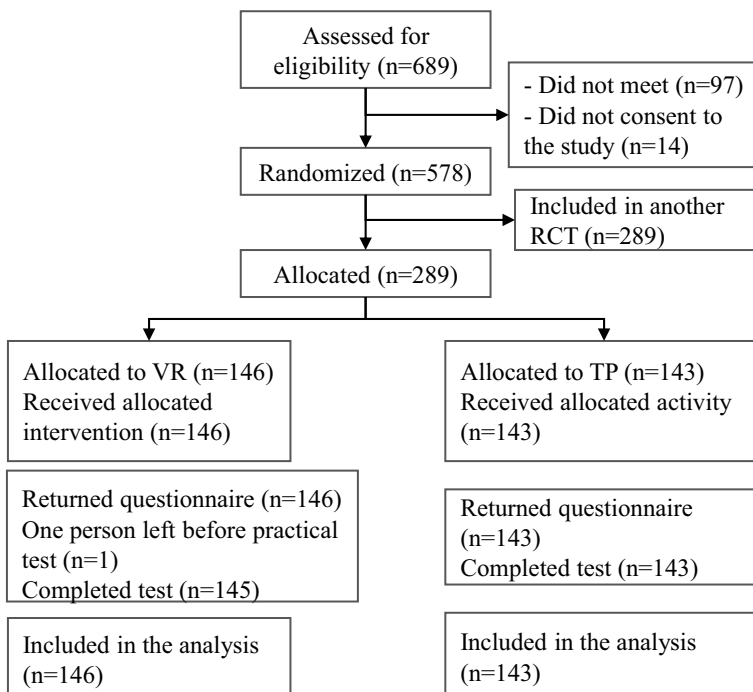 Assessed for
eligibility (n=689)
- Did not meet (n=97)
- Did not consent to
the study (n=14)
Randomized (n=578)
Included in another
RCT (n=289)
Allocated (n=289)
Allocated to VR (n=146)
Received allocated
intervention (n=146)
Allocated to TP (n=143)
Received allocated activity
(n=143)
Returned questionnaire (n=146)
One person left before practical
test (n=1)
Completed test (n=145)
Returned questionnaire
(n=143)
Completed test (n=143)
Included in the analysis
(n=146)
Included in the analysis
(n=143)